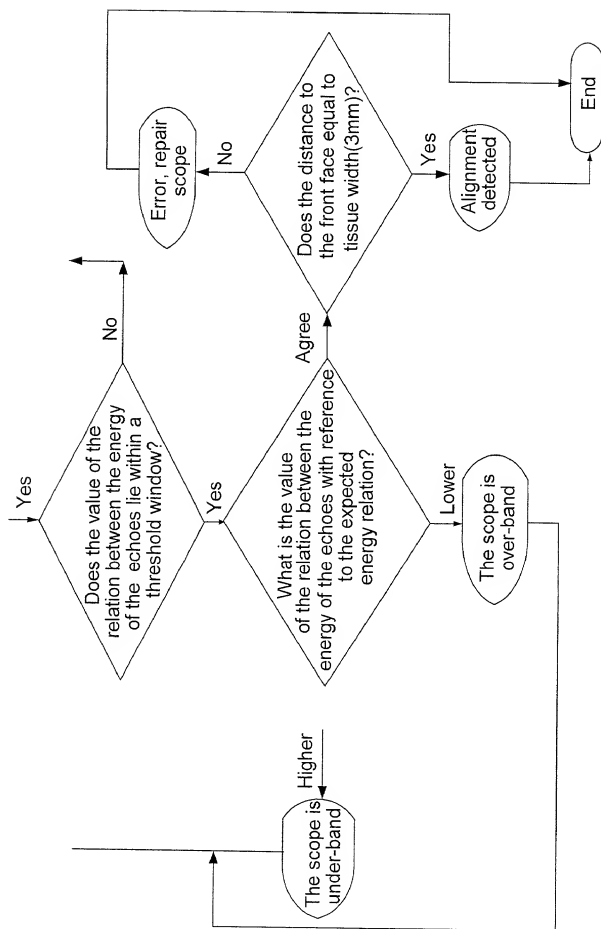 Yes
Does the value of the
relation between the energy
of the echoes lie within a
threshold window?
No
Yes
What is the value
of the relation between the
energy of the echoes with reference
to the expected
energy relation?
Higher
The scope is
under-band
Lower
The scope is
over-band
Agree
Does the distance to
the front face equal to
tissue width(3mm)?
No
Error, repair
scope
Yes
Alignment
detected
End